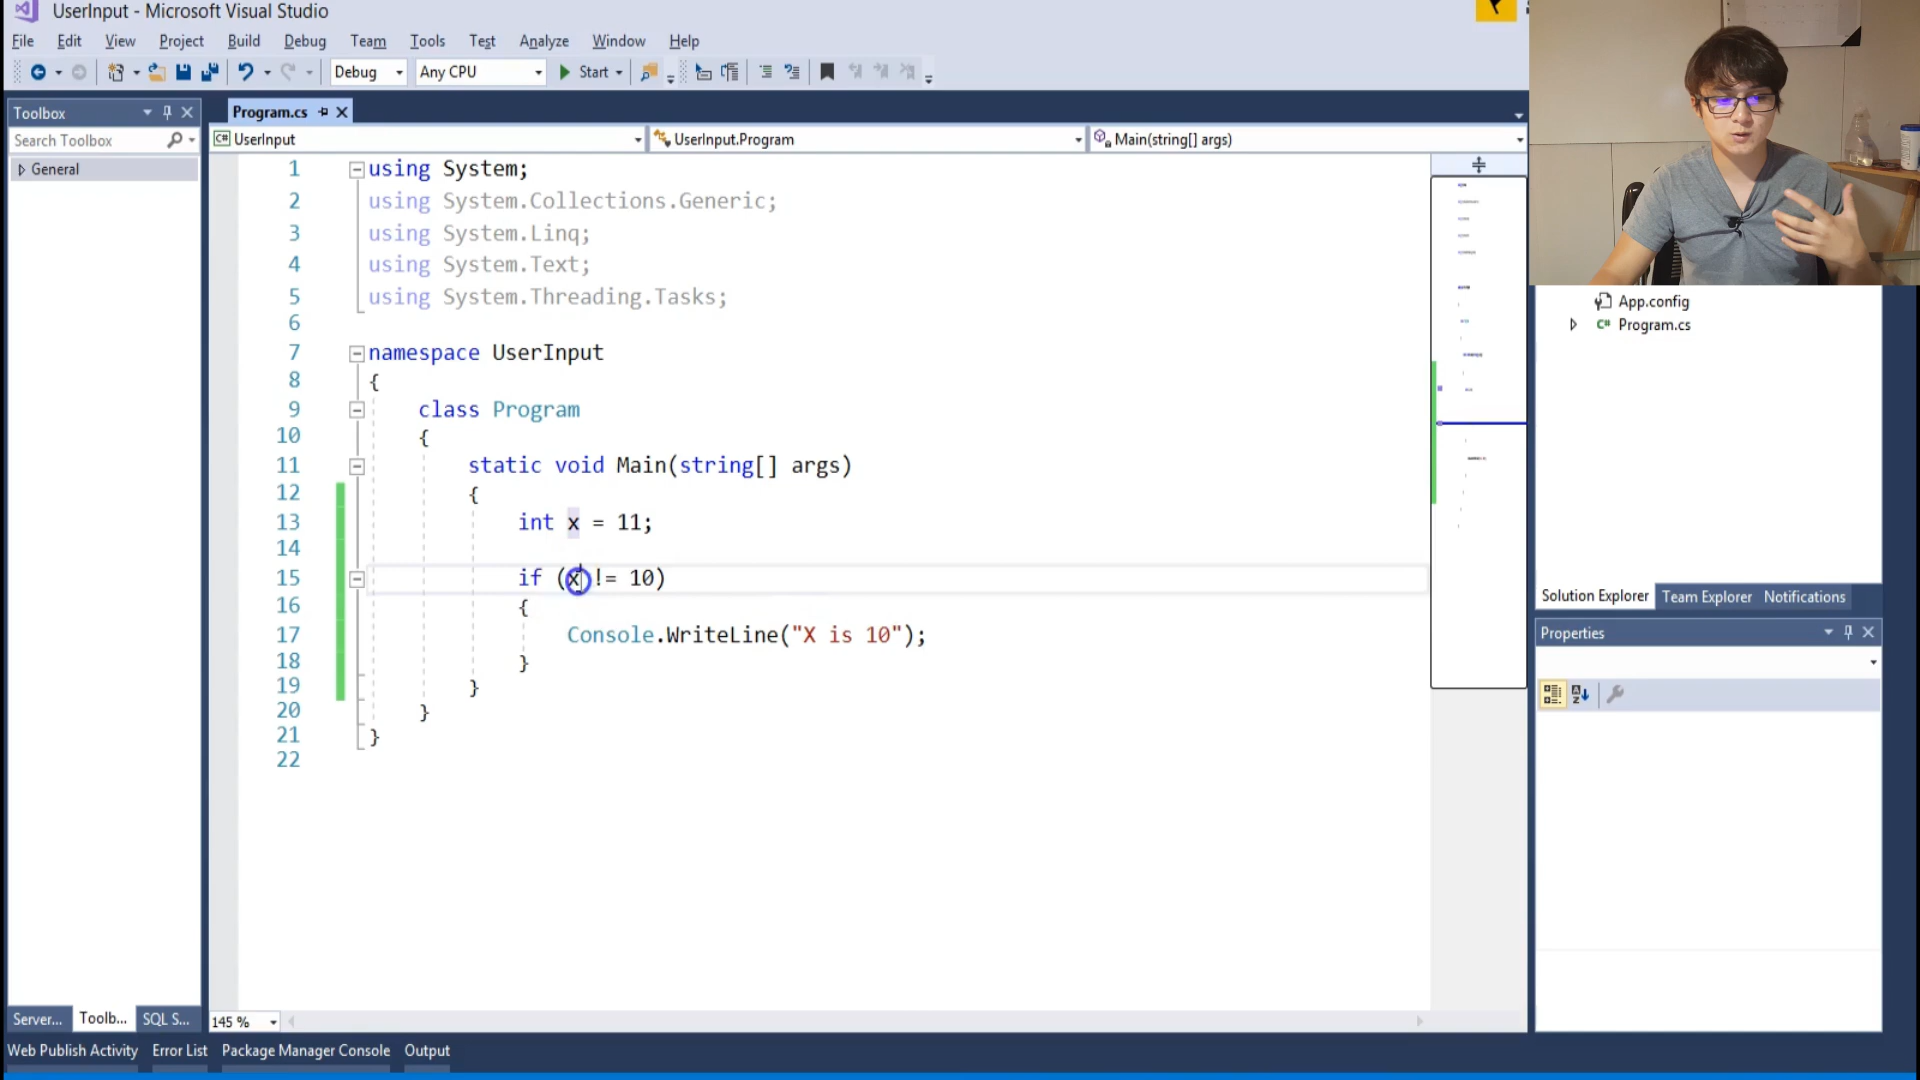 UserInput - Microsoft Visual Studio
File Edit View Project Build Debug Team Tools Test Analyze Window Help
Debug Any CPU Start
Toolbox
Program.cs
Search Toolbox
C# UserInput
UserInput.Program
Main(string[] args)
General
1 using System;
2 using System.Collections.Generic;
3 using System.Linq;
4 using System.Text;
5 using System.Threading.Tasks;
6
7 namespace UserInput
8 {
9 class Program
10 {
11 static void Main(string[] args)
12 {
13 int x = 11;
14
15 if (x != 10)
16 {
17 Console.WriteLine("X is 10");
18 }
19 }
20 }
21 }
22
App.config
C# Program.cs
Solution Explorer Team Explorer Notifications
Properties
Server... Toolb... SQL S...
145 %
Web Publish Activity Error List Package Manager Console Output